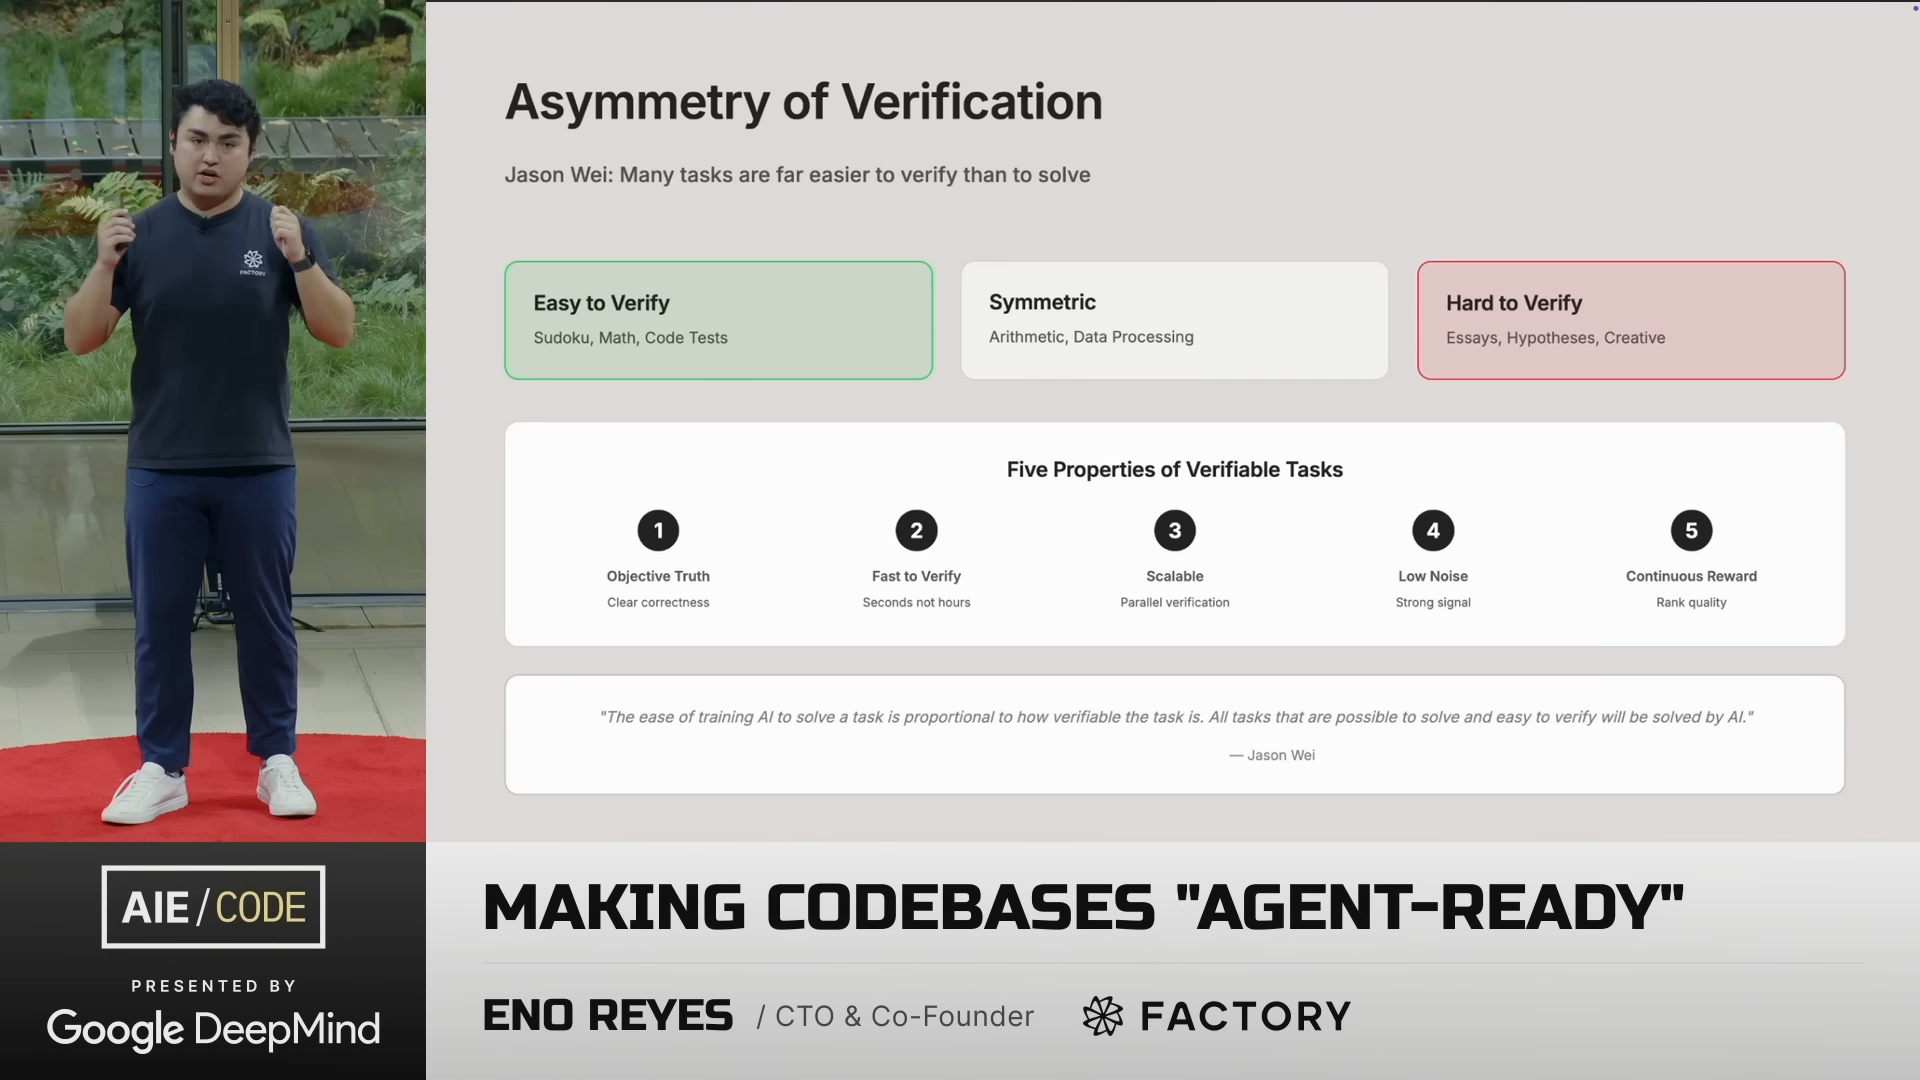 Asymmetry of Verification
Jason Wei: Many tasks are far easier to verify than to solve
Easy to Verify
Sudoku, Math, Code Tests
Symmetric
Arithmetic, Data Processing
Hard to Verify
Essays, Hypotheses, Creative
Five Properties of Verifiable Tasks
1
Objective Truth
Clear correctness
2
Fast to Verify
Seconds not hours
3
Scalable
Parallel verification
4
Low Noise
Strong signal
5
Continuous Reward
Rank quality
"The ease of training AI to solve a task is proportional to how verifiable the task is. All tasks that are possible to solve and easy to verify will be solved by AI."
— Jason Wei
FACTORY
AIE/CODE
PRESENTED BY
Google DeepMind
MAKING CODEBASES "AGENT-READY"
ENO REYES / CTO & Co-Founder FACTORY